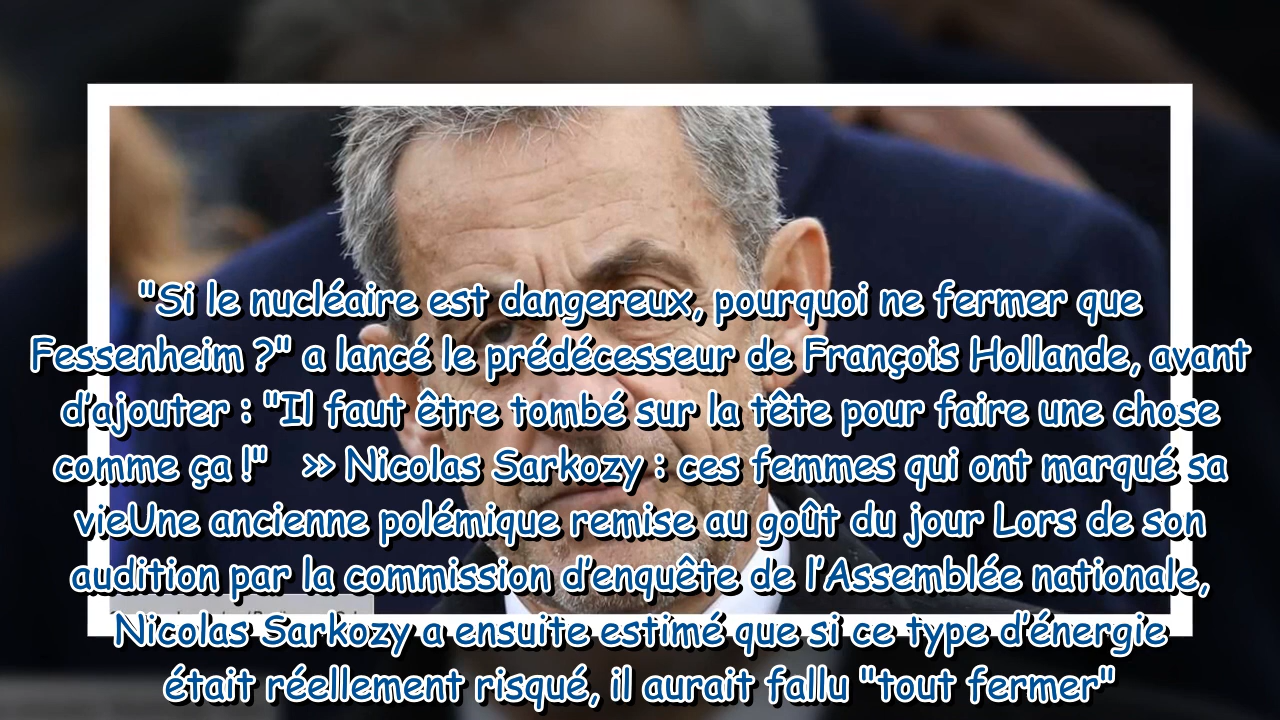 "Si le nucléaire est dangereux, pourquoi ne fermer que
Fessenheim ?" a lancé le prédécesseur de François Hollande, avant
d'ajouter : "Il faut être tombé sur la tête pour faire une chose
comme ça !"   >> Nicolas Sarkozy : ces femmes qui ont marqué sa
vieUne ancienne polémique remise au goût du jour Lors de son
audition par la commission d'enquête de l'Assemblée nationale,
Nicolas Sarkozy a ensuite estimé que si ce type d'énergie
était réellement risqué, il aurait fallu "tout fermer"